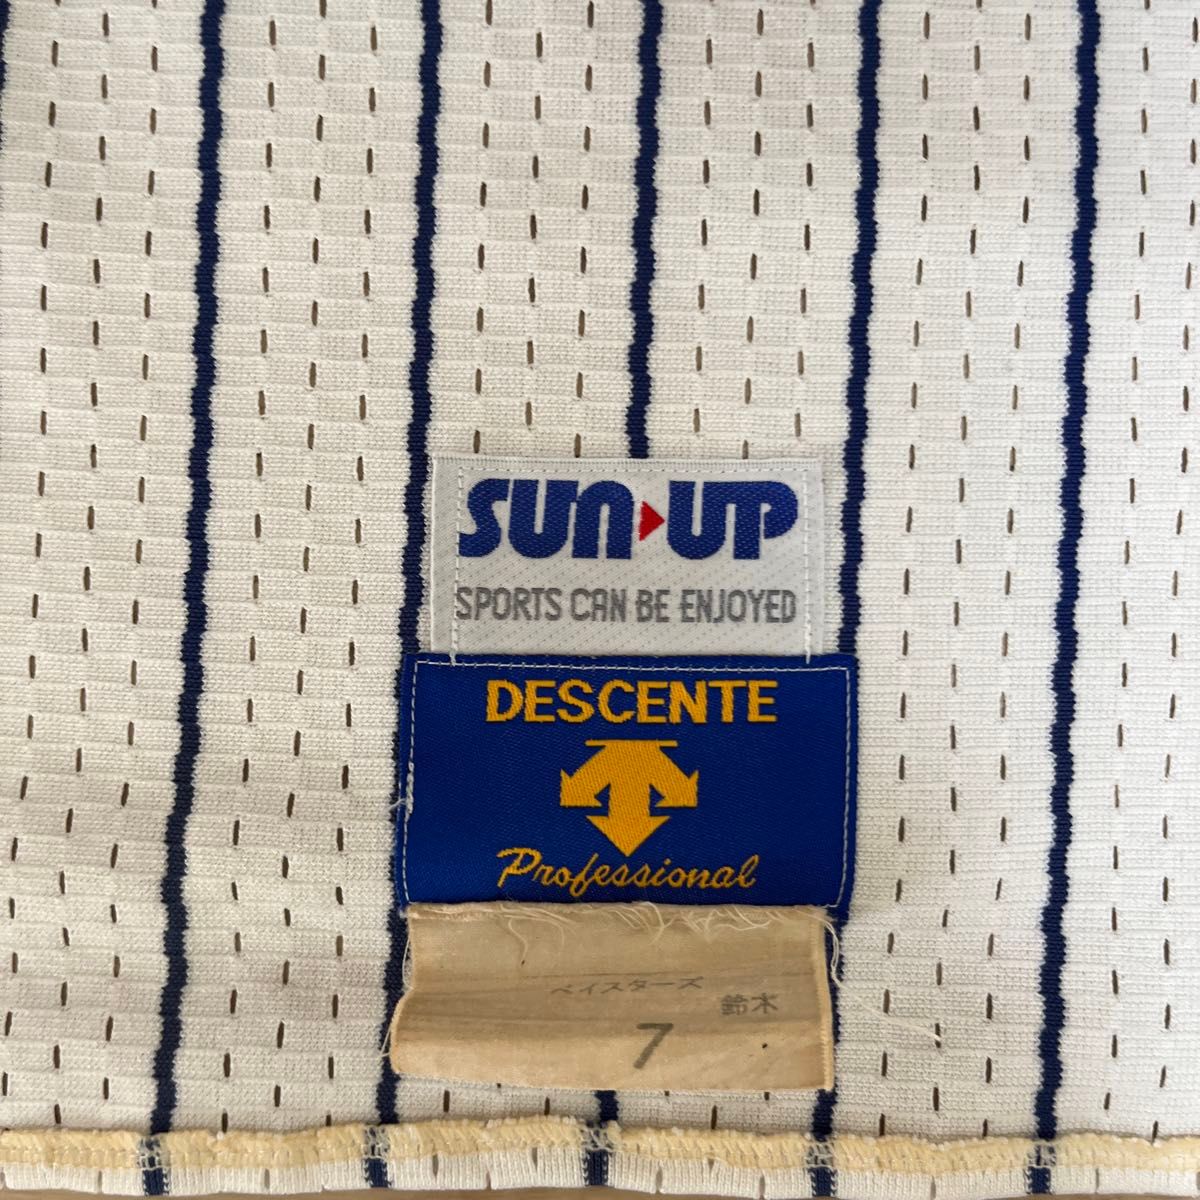 SUN UP
SPORTS CAN BE ENJOYED
DESCENTE
Professional
ベイスターズ
鈴木
7